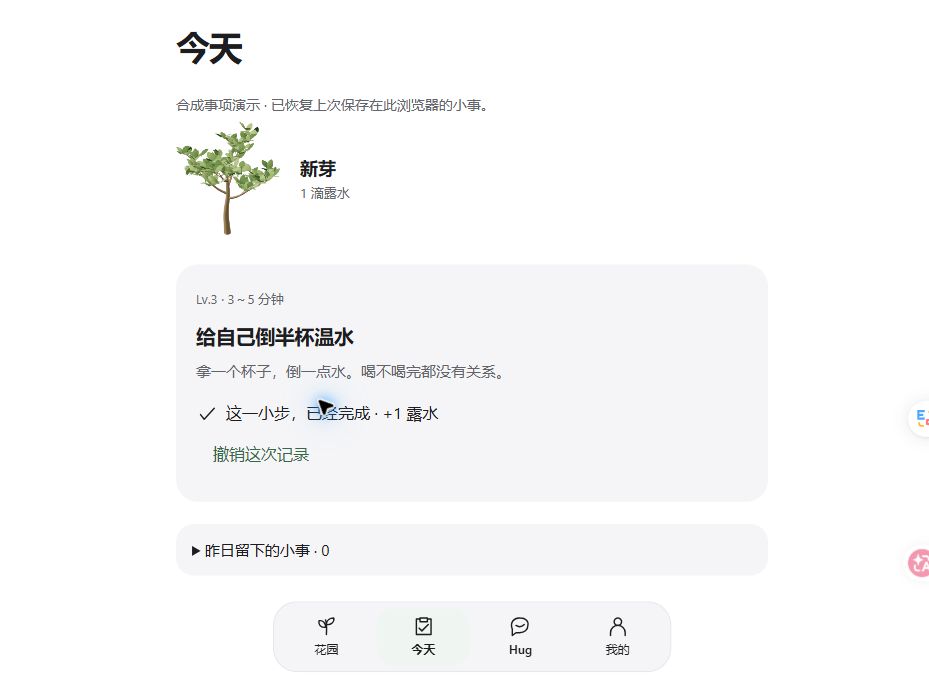 今天
合成事项演示 · 已恢复上次保存在此浏览器的小事。
新芽
1 滴露水
Lv.3 · 3 ~ 5 分钟
给自己倒半杯温水
拿一个杯子，倒一点水。喝不喝完都没有关系。
这一小步，已经完成 · +1 露水
撤销这次记录
昨日留下的小事 · 0
花园
今天
Hug
我的